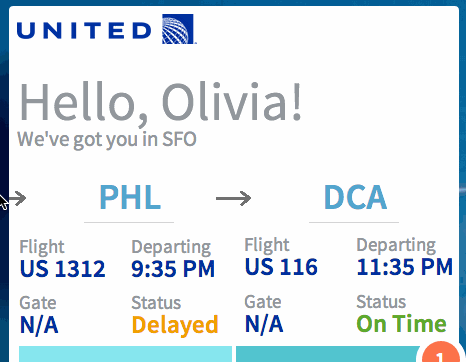 UNITED
Hello, Olivia!
We've got you in SFO
PHL DCA
Flight Departing Flight Departing
US 1312 9:35 PM US 116 11:35 PM
Gate Status Gate Status
N/A Delayed N/A On Time
1